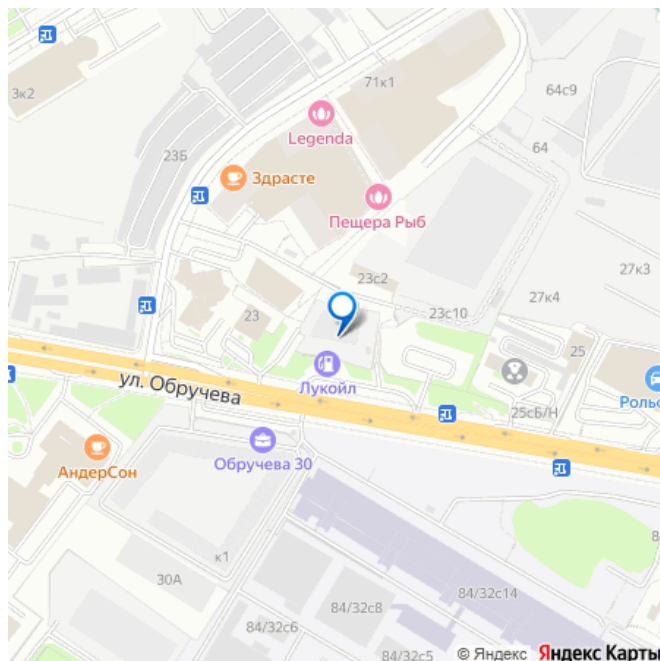 3к2
71к1
64с9
Legenda
64
23Б
Здрасте
Пещера Рыб
27к3
23с2
27к4
23с10
23
25
Лукойл
ул. Обручева
25сБ/Н
АндерСон
Обручева 30
к1
30А
84/32с14
84/32с8
84/32с6
84/32с5
© Яндекс Яндекс Карты